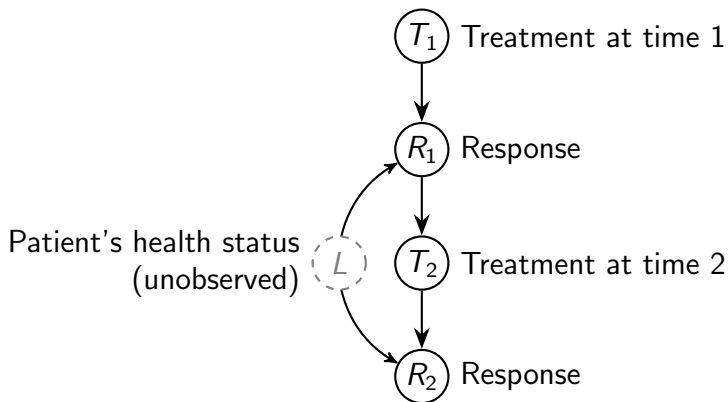 T₁ Treatment at time 1
R₁ Response
Patient's health status
(unobserved)
L
T₂ Treatment at time 2
R₂ Response